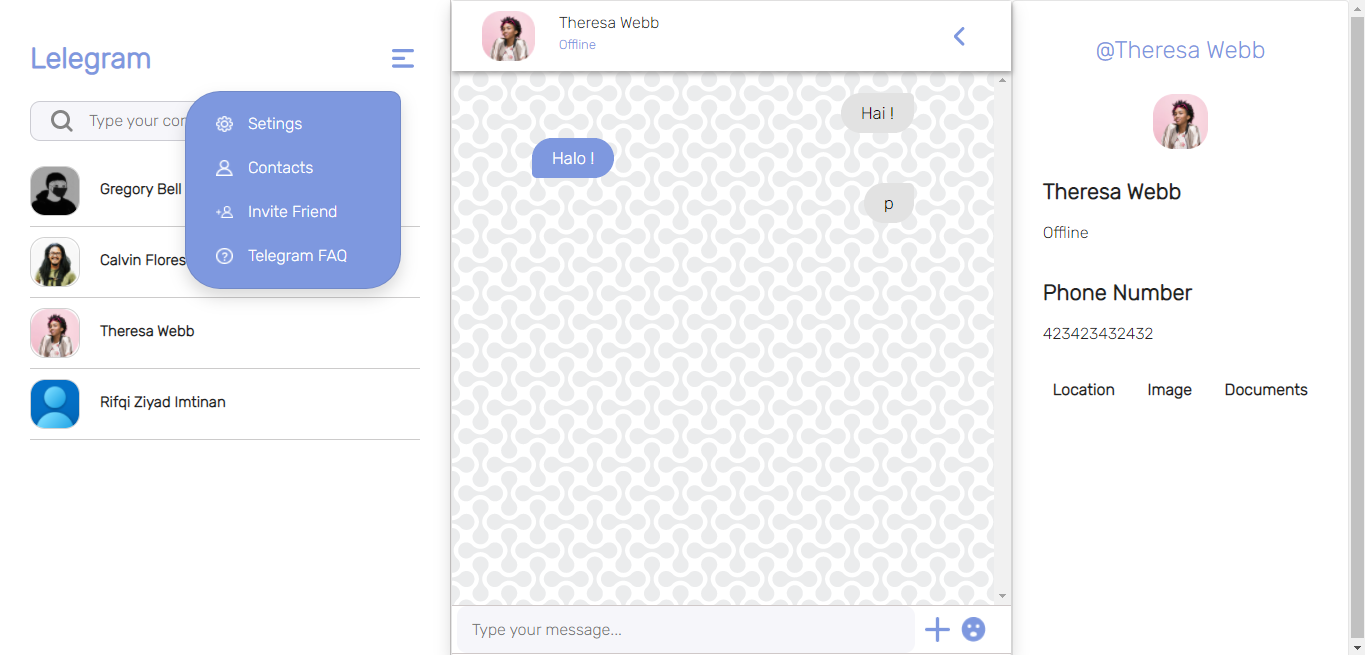 Lelegram
Type your con
Setings
Contacts
Invite Friend
Telegram FAQ
Gregory Bell
Calvin Flores
Theresa Webb
Rifqi Ziyad Imtinan
Theresa Webb
Offline
Hai !
Halo !
p
Type your message...
@Theresa Webb
Theresa Webb
Offline
Phone Number
423423432432
Location Image Documents